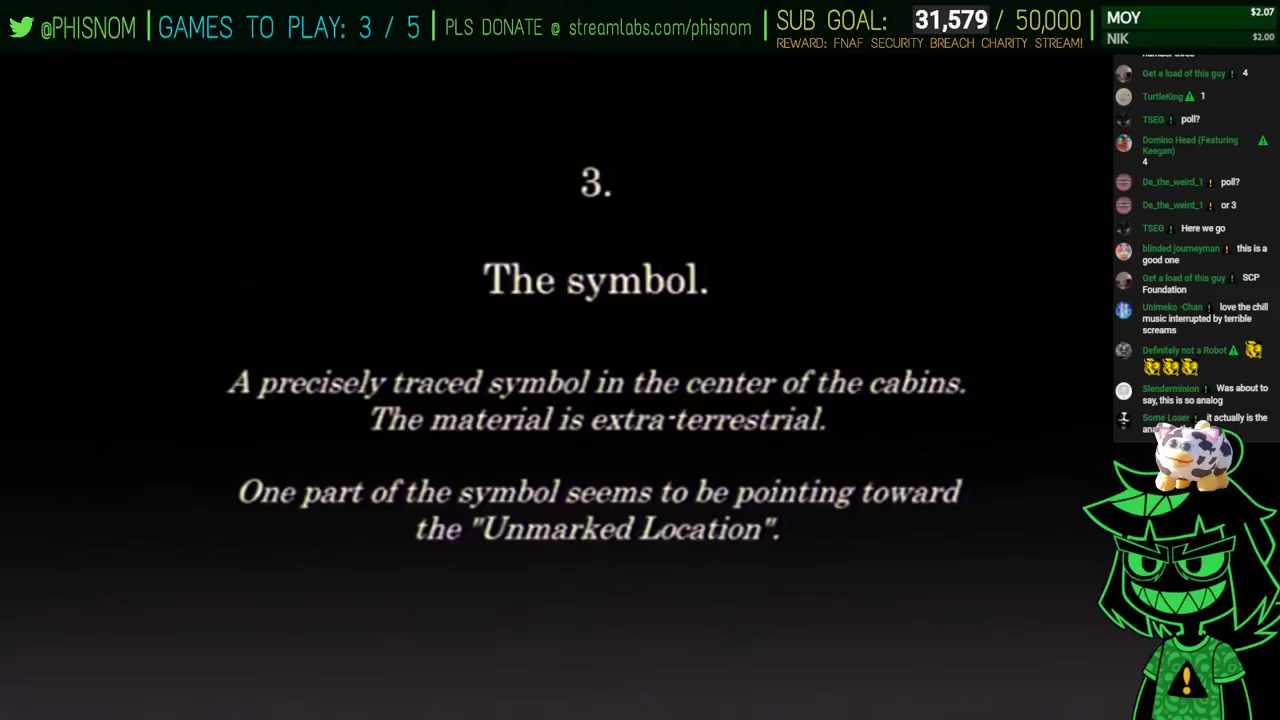 @PHISNOM
GAMES TO PLAY: 3 / 5
PLS DONATE @ streamlabs.com/phisnom
SUB GOAL: 31,579 / 50,000
REWARD: FNAF SECURITY BREACH CHARITY STREAM!
MOY $2.07
NIK $2.00
Get a load of this guy ! 4
TurtleKing 1
TSEG ! poll?
Domino Head (Featuring
Keegan)
4
De_the_weird_1 ! poll?
De_the_weird_1 ! or 3
TSEG ! Here we go
blinded journeyman ! this is a
good one
Get a load of this guy ! SCP
Foundation
Unimeko -Chan ! love the chill
music interrupted by terrible
screams
Definitely not a Robot
Slenderminion ! Was about to
say, this is so analog
Some Loser ! it actually is the
3.
The symbol.
A precisely traced symbol in the center of the cabins.
The material is extra-terrestrial.
One part of the symbol seems to be pointing toward
the "Unmarked Location".
!